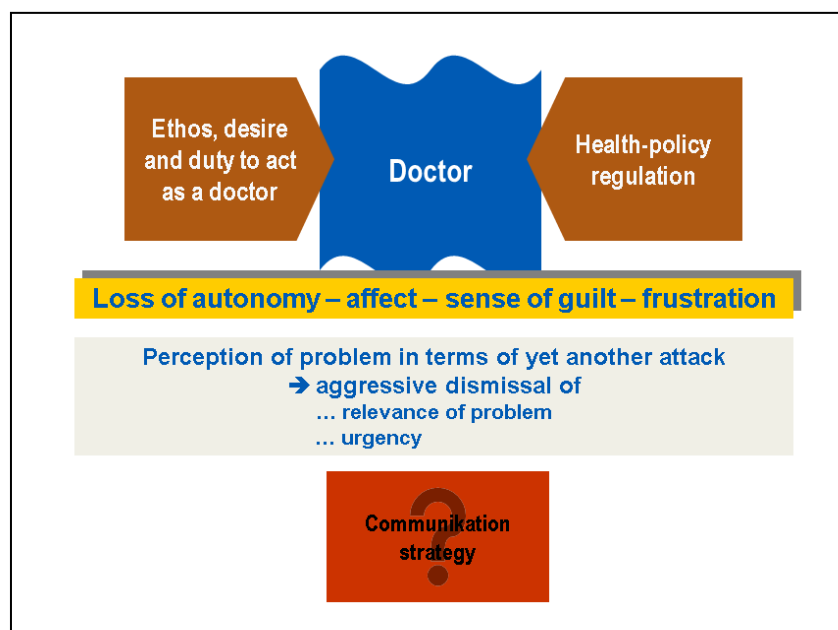 Ethos, desire
and duty to act
as a doctor
Doctor
Health-policy
regulation
Loss of autonomy – affect – sense of guilt – frustration
Perception of problem in terms of yet another attack
➔ aggressive dismissal of
... relevance of problem
... urgency
?
Communikation
strategy